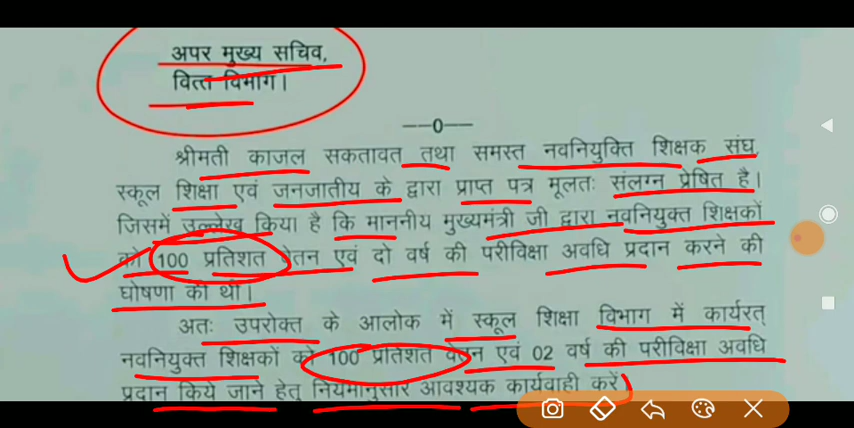 अपर मुख्य सचिव,
वित्त विभाग।
—0—
श्रीमती काजल सकतावत तथा समस्त नवनियुक्ति शिक्षक संघ
स्कूल शिक्षा एवं जनजातीय के द्वारा प्राप्त पत्र मूलतः संलग्न प्रेषित है।
जिसमें उल्लेख किया है कि माननीय मुख्यमंत्री जी द्वारा नवनियुक्त शिक्षकों
को 100 प्रतिशत वेतन एवं दो वर्ष की परीविक्षा अवधि प्रदान करने की
घोषणा की थी।
अतः उपरोक्त के आलोक में स्कूल शिक्षा विभाग में कार्यरत्
नवनियुक्त शिक्षकों को 100 प्रतिशत वेतन एवं 02 वर्ष की परीविक्षा अवधि
प्रदान किये जाने हेतु नियमानुसार आवश्यक कार्यवाही करें